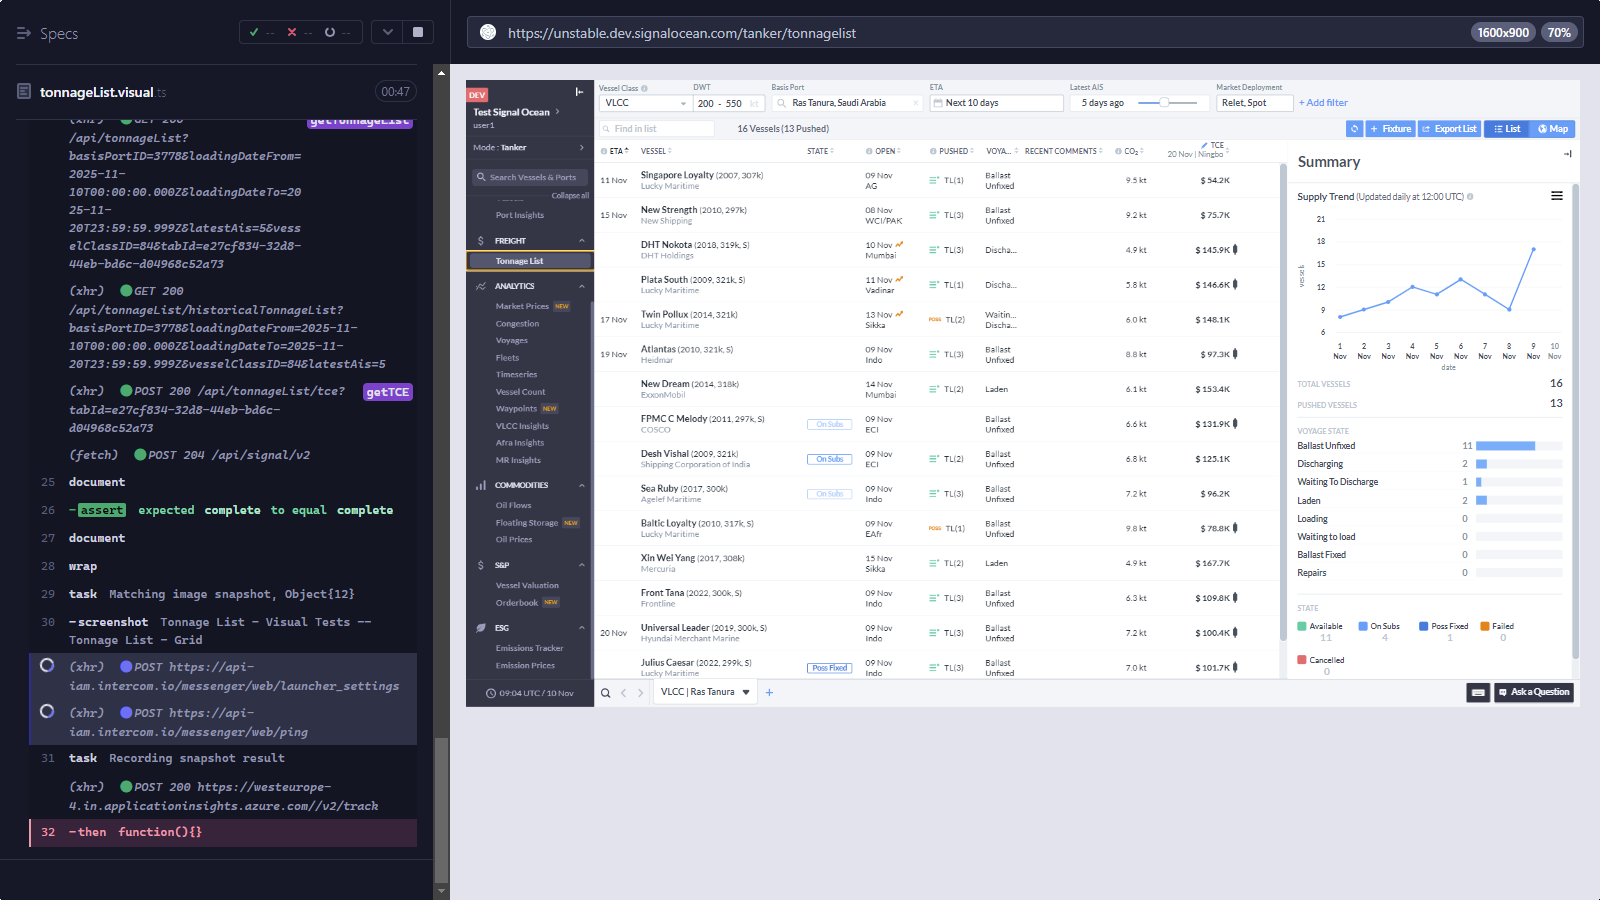 Specs
✓ --
✕ --
--
tonnageList.visual.ts
00:47
(xhr) GET 200
getTonnageList
/api/tonnageList?
basisPortID=3778&loadingDateFrom=
2025-11-
10T00:00:00.000Z&loadingDateTo=20
25-11-
20T23:59:59.999Z&latestAis=5&vess
elClassID=84&tabId=e27cf834-32d8-
44eb-bd6c-d04968c52a73
(xhr) GET 200
/api/tonnageList/historicalTonnageList?
basisPortID=3778&loadingDateFrom=2025-11-
10T00:00:00.000Z&loadingDateTo=2025-11-
20T23:59:59.999Z&vesselClassID=84&latestAis=5
(xhr) POST 200 /api/tonnageList/tce?
getTCE
tabId=e27cf834-32d8-44eb-bd6c-
d04968c52a73
(fetch) POST 204 /api/signal/v2
25 document
26 -assert expected complete to equal complete
27 document
28 wrap
29 task Matching image snapshot, Object{12}
30 -screenshot Tonnage List - Visual Tests --
Tonnage List - Grid
(xhr) POST https://api-
iam.intercom.io/messenger/web/launcher_settings
(xhr) POST https://api-
iam.intercom.io/messenger/web/ping
31 task Recording snapshot result
(xhr) POST 200 https://westeurope-
4.in.applicationinsights.azure.com//v2/track
32 -then function(){}
https://unstable.dev.signalocean.com/tanker/tonnagelist
1600x900
70%
DEV
Test Signal Ocean
user1
Mode : Tanker
Search Vessels & Ports
Collapse all
Port Insights
FREIGHT
Tonnage List
ANALYTICS
Market Prices NEW
Congestion
Voyages
Fleets
Timeseries
Vessel Count
Waypoints NEW
VLCC Insights
Afra Insights
MR Insights
COMMODITIES
Oil Flows
Floating Storage NEW
Oil Prices
S&P
Vessel Valuation
Orderbook NEW
ESG
Emissions Tracker
Emission Prices
09:04 UTC / 10 Nov
Vessel Class
VLCC
DWT
200 - 550 kt
Basis Port
Ras Tanura, Saudi Arabia
ETA
Next 10 days
Latest AIS
5 days ago
Market Deployment
Relet, Spot
+ Add filter
Find in list
16 Vessels (13 Pushed)
+ Fixture
Export List
List
Map
ETA VESSEL STATE OPEN PUSHED VOYA... RECENT COMMENTS CO₂ TCE
20 Nov | Ningbo
11 Nov Singapore Loyalty (2007, 307k) 09 Nov TL(1) Ballast 9.5 kt $ 54.2K
Lucky Maritime AG Unfixed
15 Nov New Strength (2010, 297k) 08 Nov TL(3) Ballast 9.2 kt $ 75.7K
New Shipping WCI/PAK Unfixed
DHT Nokota (2018, 319k, S) 10 Nov TL(3) Discha... 4.9 kt $ 145.9K
DHT Holdings Mumbai
Plata South (2009, 321k, S) 11 Nov TL(1) Discha... 5.8 kt $ 146.6K
Lucky Maritime Vadinar
17 Nov Twin Pollux (2014, 321k) 13 Nov POSS TL(2) Waitin... 6.0 kt $ 148.1K
Lucky Maritime Sikka Discha...
19 Nov Atlantas (2010, 321k, S) 09 Nov TL(3) Ballast 8.8 kt $ 97.3K
Heidmar Indo Unfixed
New Dream (2014, 318k) 14 Nov TL(2) Laden 6.1 kt $ 153.4K
ExxonMobil Mumbai
FPMC C Melody (2011, 297k, S) On Subs 09 Nov Ballast 6.6 kt $ 131.9K
COSCO ECI Unfixed
Desh Vishal (2009, 321k) On Subs 09 Nov TL(2) Ballast 6.8 kt $ 125.1K
Shipping Corporation of India ECI Unfixed
Sea Ruby (2017, 300k) On Subs 09 Nov TL(3) Ballast 7.2 kt $ 96.2K
Agelef Maritime Indo Unfixed
Baltic Loyalty (2010, 317k, S) 09 Nov POSS TL(1) Ballast 9.8 kt $ 78.8K
Lucky Maritime EAfr Unfixed
Xin Wei Yang (2017, 308k) 15 Nov TL(2) Laden 4.9 kt $ 167.7K
Mercuria Sikka
Front Tana (2022, 300k, S) 09 Nov TL(3) Ballast 6.3 kt $ 109.8K
Frontline Indo Unfixed
20 Nov Universal Leader (2019, 300k, S) 09 Nov TL(3) Ballast 7.2 kt $ 100.4K
Hyundai Merchant Marine Indo Unfixed
Julius Caesar (2022, 299k, S) Poss Fixed 09 Nov TL(3) Ballast 7.0 kt $ 101.7K
Lucky Maritime Indo Unfixed
VLCC | Ras Tanura
+
Summary
Supply Trend (Updated daily at 12:00 UTC)
21
18
15
12
9
6
vessels
1 2 3 4 5 6 7 8 9 10
Nov Nov Nov Nov Nov Nov Nov Nov Nov Nov
date
TOTAL VESSELS 16
PUSHED VESSELS 13
VOYAGE STATE
Ballast Unfixed 11
Discharging 2
Waiting To Discharge 1
Laden 2
Loading 0
Waiting to load 0
Ballast Fixed 0
Repairs 0
STATE
Available On Subs Poss Fixed Failed
11 4 1 0
Cancelled
0
Ask a Question